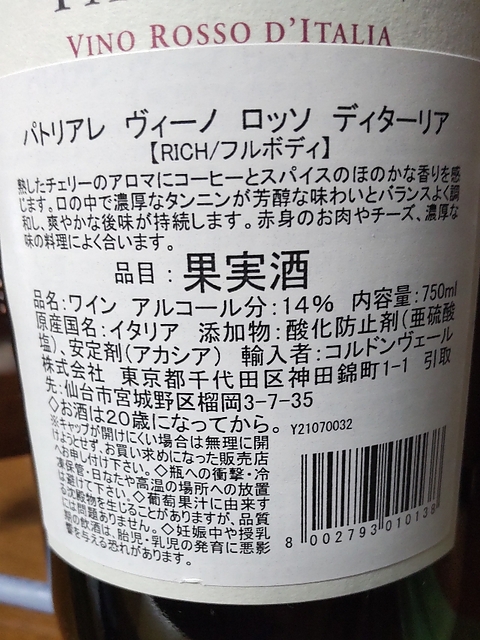 VINO ROSSO D'ITALIA
パトリアレ ヴィーノ ロッソ ディターリア
【RICH/フルボディ】
熟したチェリーのアロマにコーヒーとスパイスのほのかな香りを感
じます。口の中で濃厚なタンニンが芳醇な味わいとバランスよく調
和し、爽やかな後味が持続します。赤身のお肉やチーズ、濃厚な
味の料理によく合います。
品目：果実酒
品名：ワイン アルコール分：14％ 内容量：750ml
原産国名：イタリア 添加物：酸化防止剤（亜硫酸
塩）、安定剤（アカシア） 輸入者：コルドンヴェール
株式会社 東京都千代田区神田錦町1-1 引取
先：仙台市宮城野区榴岡3-7-35
◇お酒は20歳になってから。 Y21070032
※キャップが開けにくい場合は無理に開
けようとせず、お買い求めになった販売店
へお申し付け下さい。◇瓶への衝撃・冷
凍保管・日なたや高温の場所への放置
は避けて下さい。◇葡萄果汁に由来す
る沈殿物を生じることがありますが、品質
には問題ありません。◇妊娠中や授乳
期の飲酒は、胎児・乳児の発育に悪影
響を与える恐れがあります。
8 002793 010138